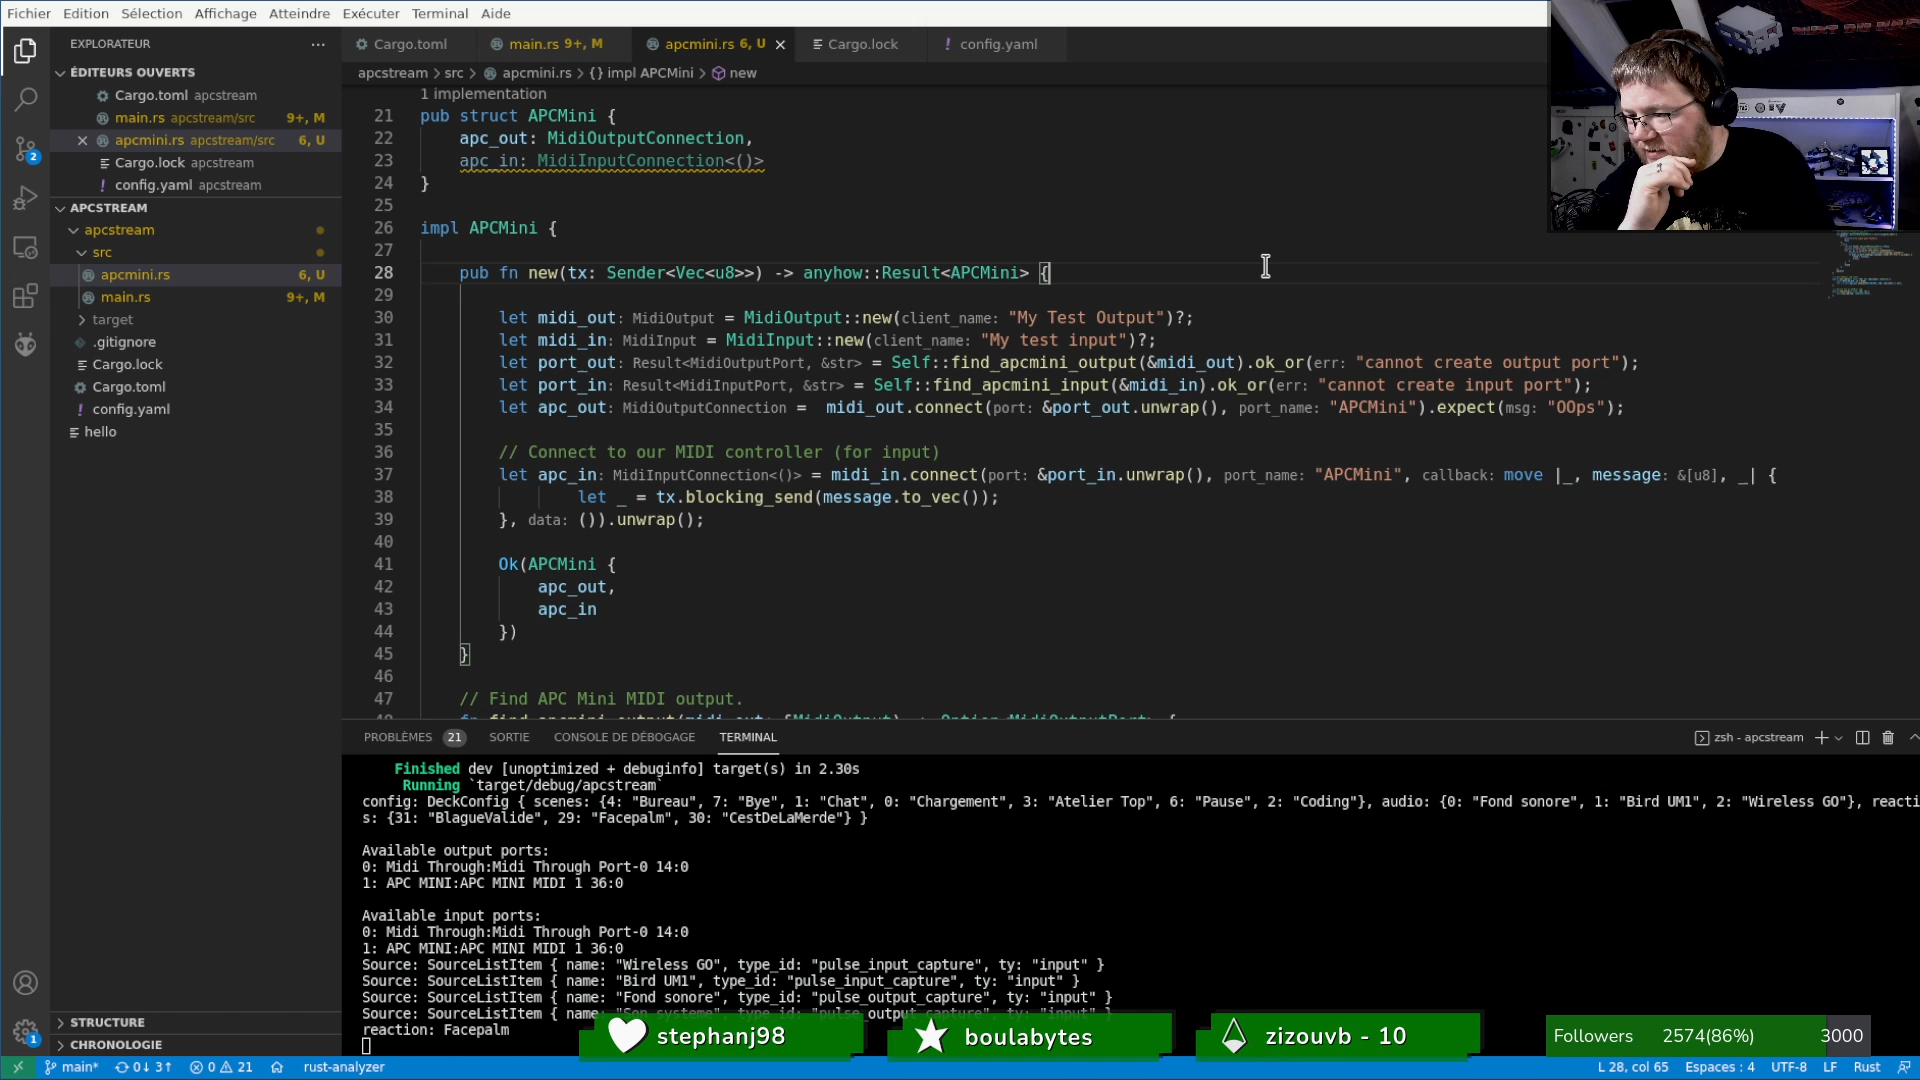 Fichier Edition Sélection Affichage Atteindre Exécuter Terminal Aide
EXPLORATEUR ···
ÉDITEURS OUVERTS
Cargo.toml apcstream
main.rs apcstream/src 9+, M
apcmini.rs apcstream/src 6, U
Cargo.lock apcstream
config.yaml apcstream
APCSTREAM
apcstream
src
apcmini.rs 6, U
main.rs 9+, M
target
.gitignore
Cargo.lock
Cargo.toml
config.yaml
hello
STRUCTURE
CHRONOLOGIE
2
1
Cargo.toml main.rs 9+, M apcmini.rs 6, U Cargo.lock config.yaml
apcstream > src > apcmini.rs > {} impl APCMini > new
1 implementation
21 pub struct APCMini {
22 apc_out: MidiOutputConnection,
23 apc_in: MidiInputConnection<()>
24 }
25
26 impl APCMini {
27
28 pub fn new(tx: Sender<Vec<u8>>) -> anyhow::Result<APCMini> {
29
30 let midi_out: MidiOutput = MidiOutput::new(client_name: "My Test Output")?;
31 let midi_in: MidiInput = MidiInput::new(client_name: "My test input")?;
32 let port_out: Result<MidiOutputPort, &str> = Self::find_apcmini_output(&midi_out).ok_or(err: "cannot create output port");
33 let port_in: Result<MidiInputPort, &str> = Self::find_apcmini_input(&midi_in).ok_or(err: "cannot create input port");
34 let apc_out: MidiOutputConnection = midi_out.connect(port: &port_out.unwrap(), port_name: "APCMini").expect(msg: "OOps");
35
36 // Connect to our MIDI controller (for input)
37 let apc_in: MidiInputConnection<()> = midi_in.connect(port: &port_in.unwrap(), port_name: "APCMini", callback: move |_, message: &[u8], _| {
38 let _ = tx.blocking_send(message.to_vec());
39 }, data: ()).unwrap();
40
41 Ok(APCMini {
42 apc_out,
43 apc_in
44 })
45 }
46
47 // Find APC Mini MIDI output.
PROBLÈMES 21 SORTIE CONSOLE DE DÉBOGAGE TERMINAL zsh - apcstream
Finished dev [unoptimized + debuginfo] target(s) in 2.30s
Running `target/debug/apcstream`
config: DeckConfig { scenes: {4: "Bureau", 7: "Bye", 1: "Chat", 0: "Chargement", 3: "Atelier Top", 6: "Pause", 2: "Coding"}, audio: {0: "Fond sonore", 1: "Bird UM1", 2: "Wireless GO"}, reacti
s: {31: "BlagueValide", 29: "Facepalm", 30: "CestDeLaMerde"} }
Available output ports:
0: Midi Through:Midi Through Port-0 14:0
1: APC MINI:APC MINI MIDI 1 36:0
Available input ports:
0: Midi Through:Midi Through Port-0 14:0
1: APC MINI:APC MINI MIDI 1 36:0
Source: SourceListItem { name: "Wireless GO", type_id: "pulse_input_capture", ty: "input" }
Source: SourceListItem { name: "Bird UM1", type_id: "pulse_input_capture", ty: "input" }
Source: SourceListItem { name: "Fond sonore", type_id: "pulse_output_capture", ty: "input" }
Source: SourceListItem { name: "Son systeme", type_id: "pulse_output_capture", ty: "input" }
reaction: Facepalm
stephanj98 boulabytes zizouvb - 10 Followers 2574(86%) 3000
main* 0↓ 3↑ 0 21 rust-analyzer L 28, col 65 Espaces : 4 UTF-8 LF Rust